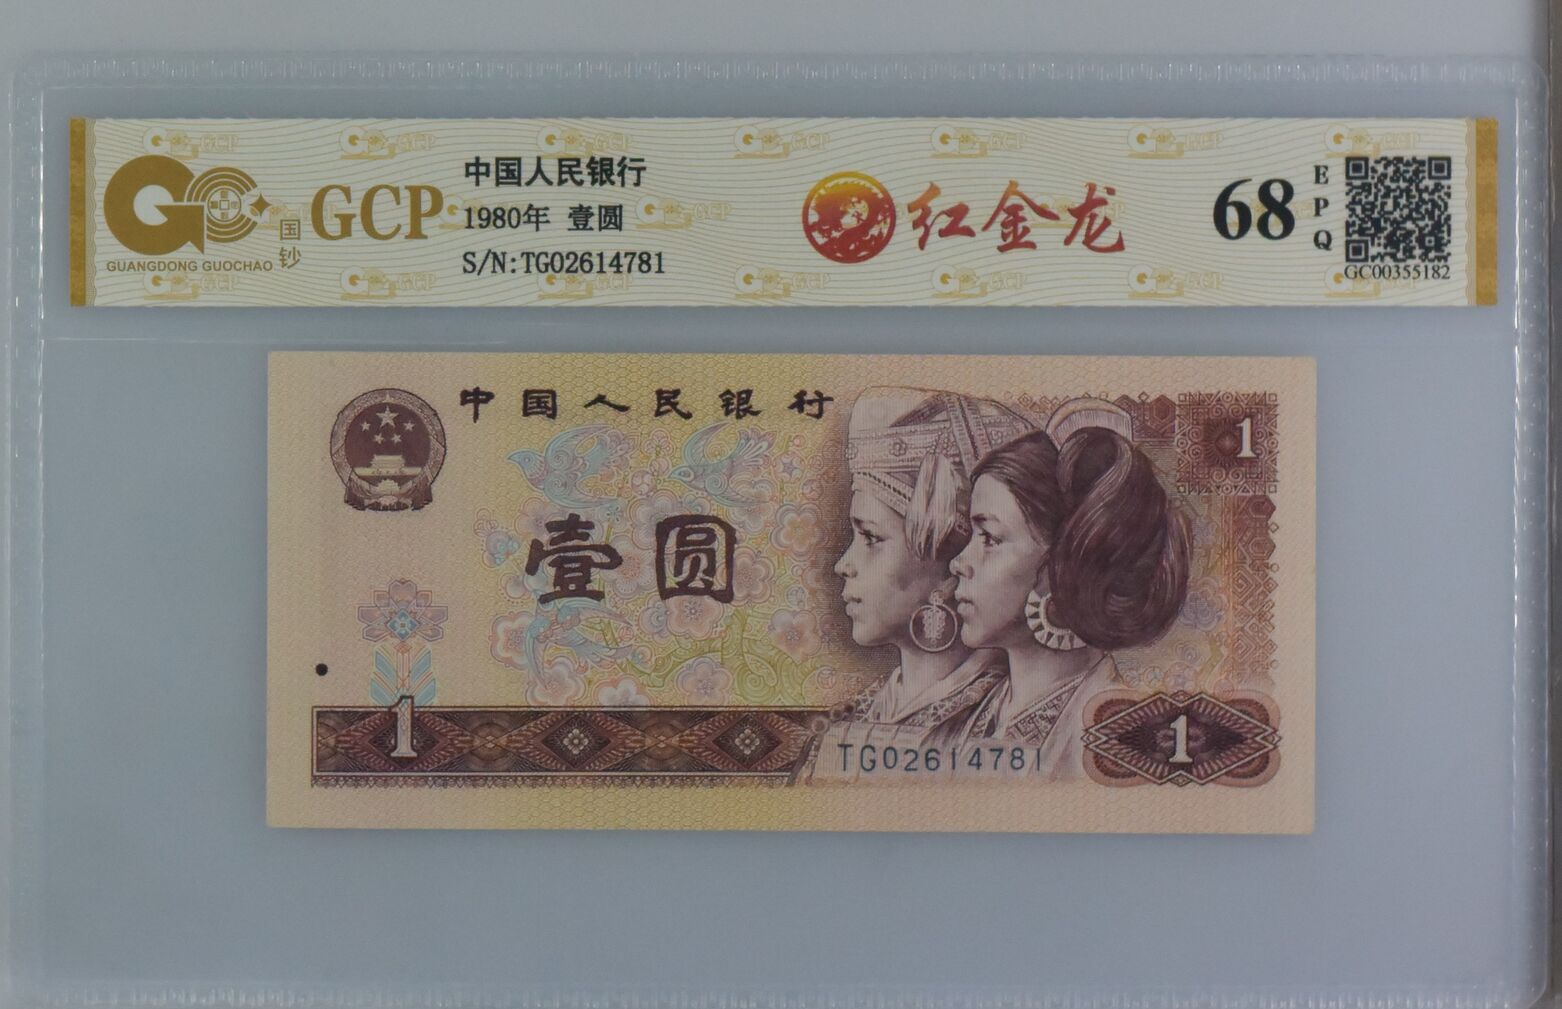 GUANGDONG GUOCHAO
国钞
GCP
中国人民银行
1980年 壹圆
S/N:TG02614781
红金龙
68
EPQ
GC00355182
中国人民银行
1
壹圆
1
TG02614781
1